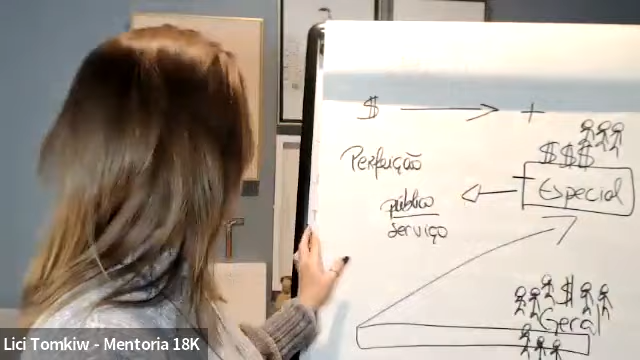 $ +
Perfeição
$$$
Especial
público
serviço
$
Geral
Lici Tomkiw - Mentoria 18K